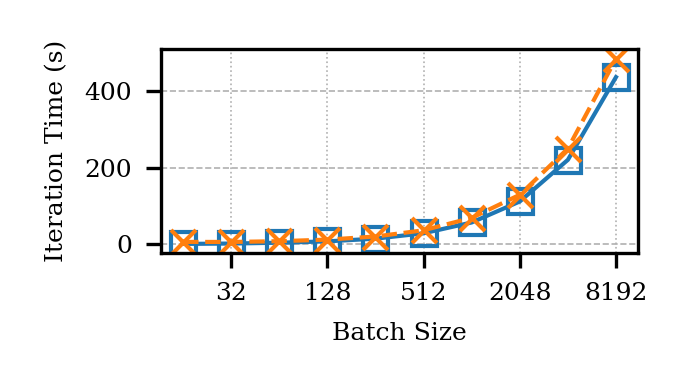 Iteration Time (s)
400
200
0
32 128 512 2048 8192
Batch Size